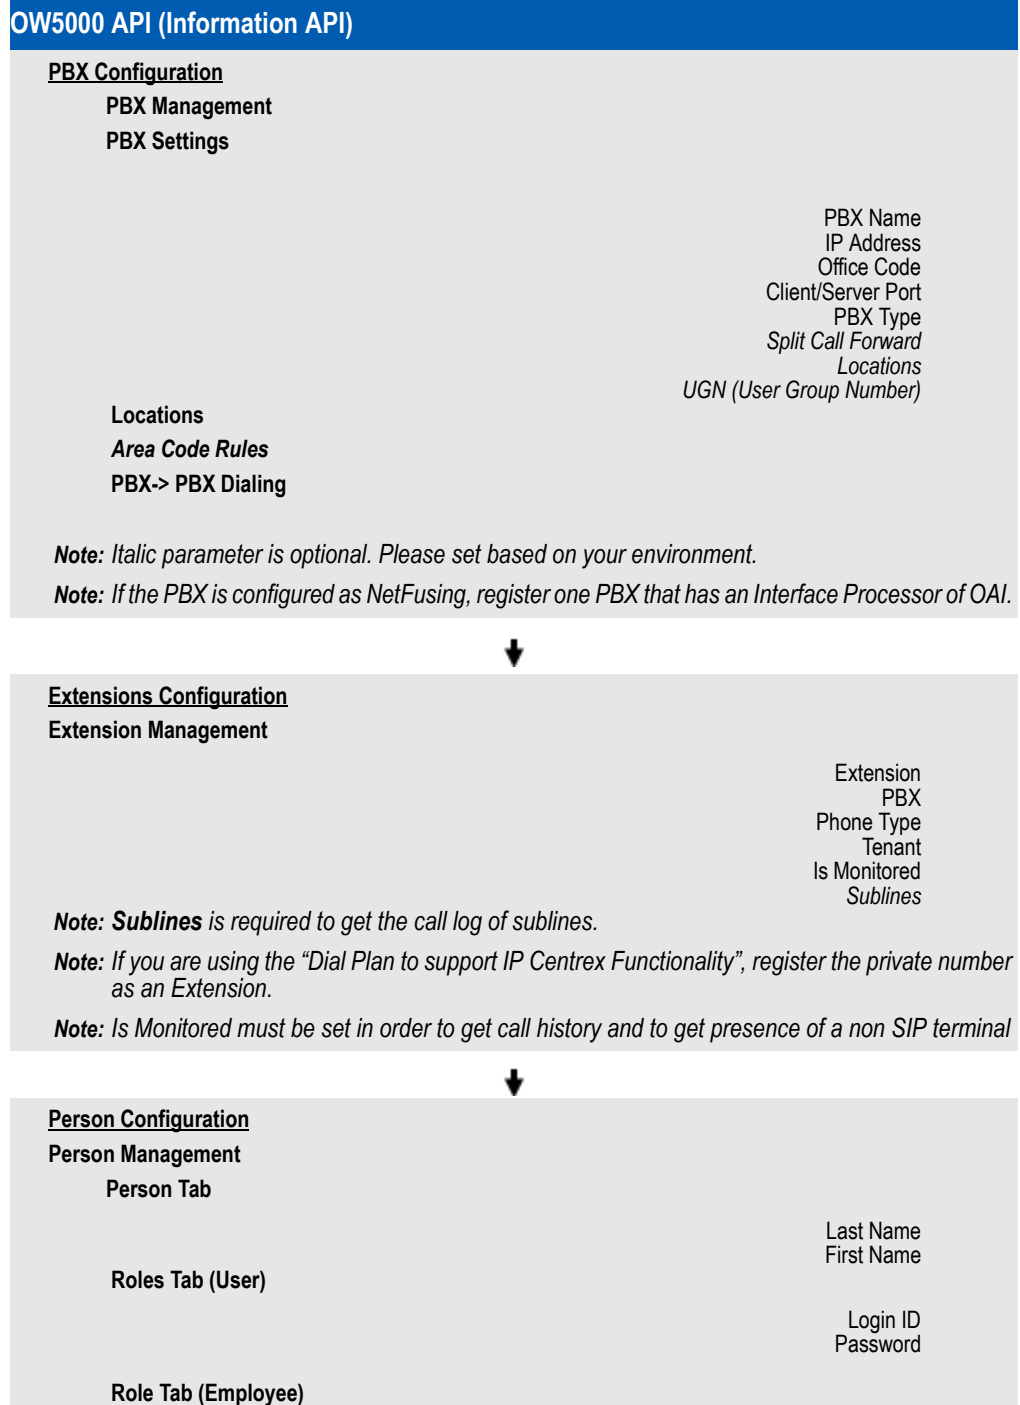 OW5000 API (Information API)
PBX Configuration
PBX Management
PBX Settings
PBX Name
IP Address
Office Code
Client/Server Port
PBX Type
Split Call Forward
Locations
UGN (User Group Number)
Locations
Area Code Rules
PBX-> PBX Dialing
Note: Italic parameter is optional. Please set based on your environment.
Note: If the PBX is configured as NetFusing, register one PBX that has an Interface Processor of OAI.
Extensions Configuration
Extension Management
Extension
PBX
Phone Type
Tenant
Is Monitored
Sublines
Note: Sublines is required to get the call log of sublines.
Note: If you are using the “Dial Plan to support IP Centrex Functionality”, register the private number
as an Extension.
Note: Is Monitored must be set in order to get call history and to get presence of a non SIP terminal
Person Configuration
Person Management
Person Tab
Last Name
First Name
Roles Tab (User)
Login ID
Password
Role Tab (Employee)